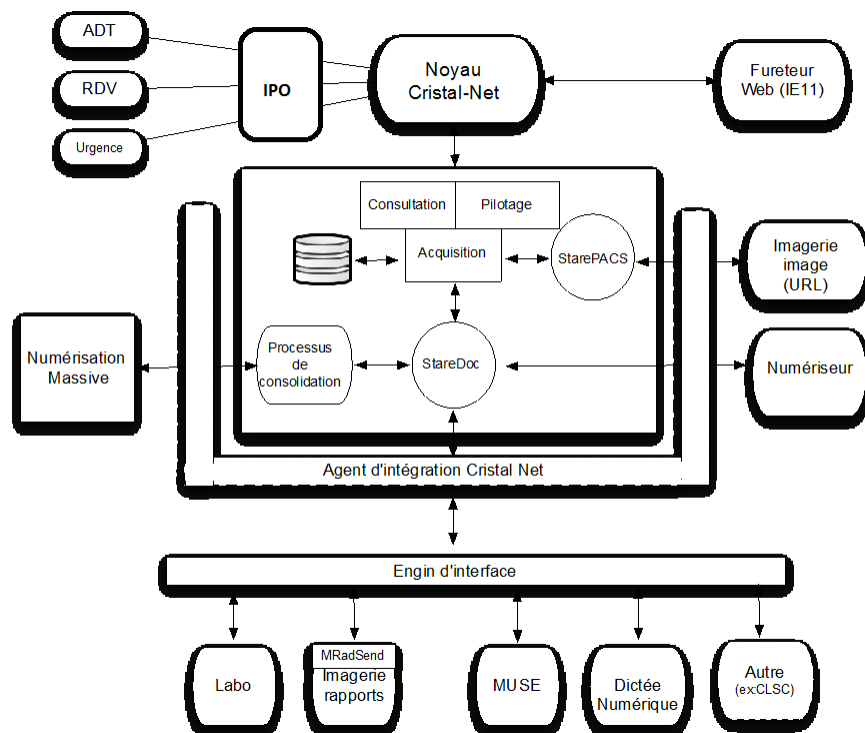 ADT
RDV
Urgence
IPO
Noyau
Cristal-Net
Fureteur
Web (IE11)
Consultation
Pilotage
Acquisition
StarePACS
Imagerie
image
(URL)
Numérisation
Massive
Processus
de
consolidation
StareDoc
Numériseur
Agent d'intégration Cristal Net
Engin d'interface
Labo
MRadSend
Imagerie
rapports
MUSE
Dictée
Numérique
Autre
(ex:CLSC)